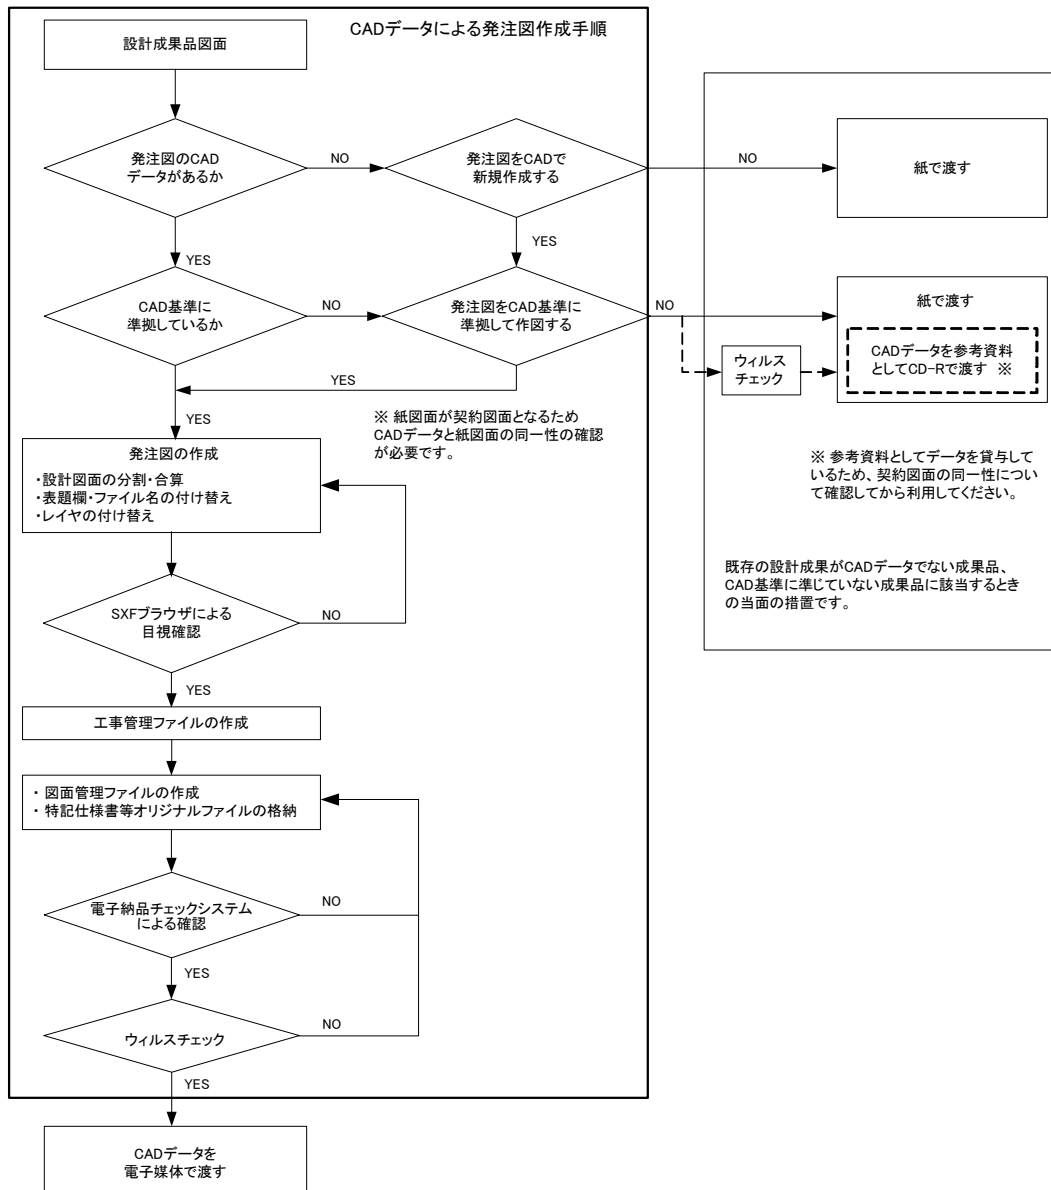 CADデータによる発注図作成手順
設計成果品図面
発注図のCAD
データがあるか
NO
発注図をCADで
新規作成する
NO
紙で渡す
YES
YES
CAD基準に
準拠しているか
NO
発注図をCAD基準に
準拠して作図する
NO
紙で渡す
CADデータを参考資料
としてCD-Rで渡す ※
ウィルス
チェック
YES
YES
※ 紙図面が契約図面となるため
CADデータと紙図面の同一性の確認
が必要です。
※ 参考資料としてデータを貸与して
いるため、契約図面の同一性につい
て確認してから利用してください。
発注図の作成
・設計図面の分割・合算
・表題欄・ファイル名の付け替え
・レイヤの付け替え
既存の設計成果がCADデータでない成果品、
CAD基準に準じていない成果品に該当するとき
の当面の措置です。
SXFブラウザによる
目視確認
NO
YES
工事管理ファイルの作成
・ 図面管理ファイルの作成
・ 特記仕様書等オリジナルファイルの格納
電子納品チェックシステム
による確認
NO
YES
ウィルスチェック
NO
YES
CADデータを
電子媒体で渡す